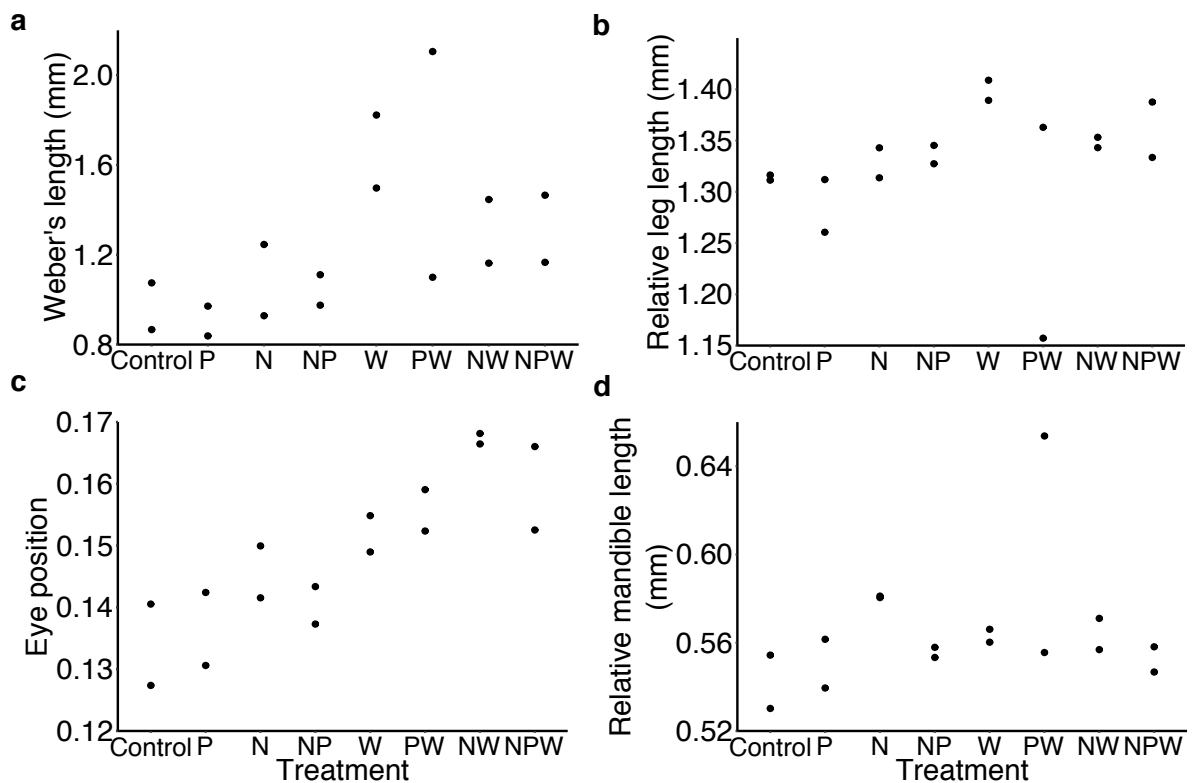 a
Weber's length (mm)
2.0
1.6
1.2
0.8
Control P N NP W PW NW NPW
b
Relative leg length (mm)
1.40
1.35
1.30
1.25
1.20
1.15
Control P N NP W PW NW NPW
c
Eye position
0.17
0.16
0.15
0.14
0.13
0.12
Control P N NP W PW NW NPW
Treatment
d
Relative mandible length
(mm)
0.64
0.60
0.56
0.52
Control P N NP W PW NW NPW
Treatment